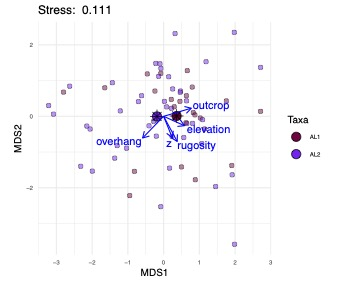 Stress: 0.111
2
0
−2
MDS2
outcrop
elevation
overhang
z
rugosity
−3
−2
−1
0
1
2
3
MDS1
Taxa
AL1
AL2